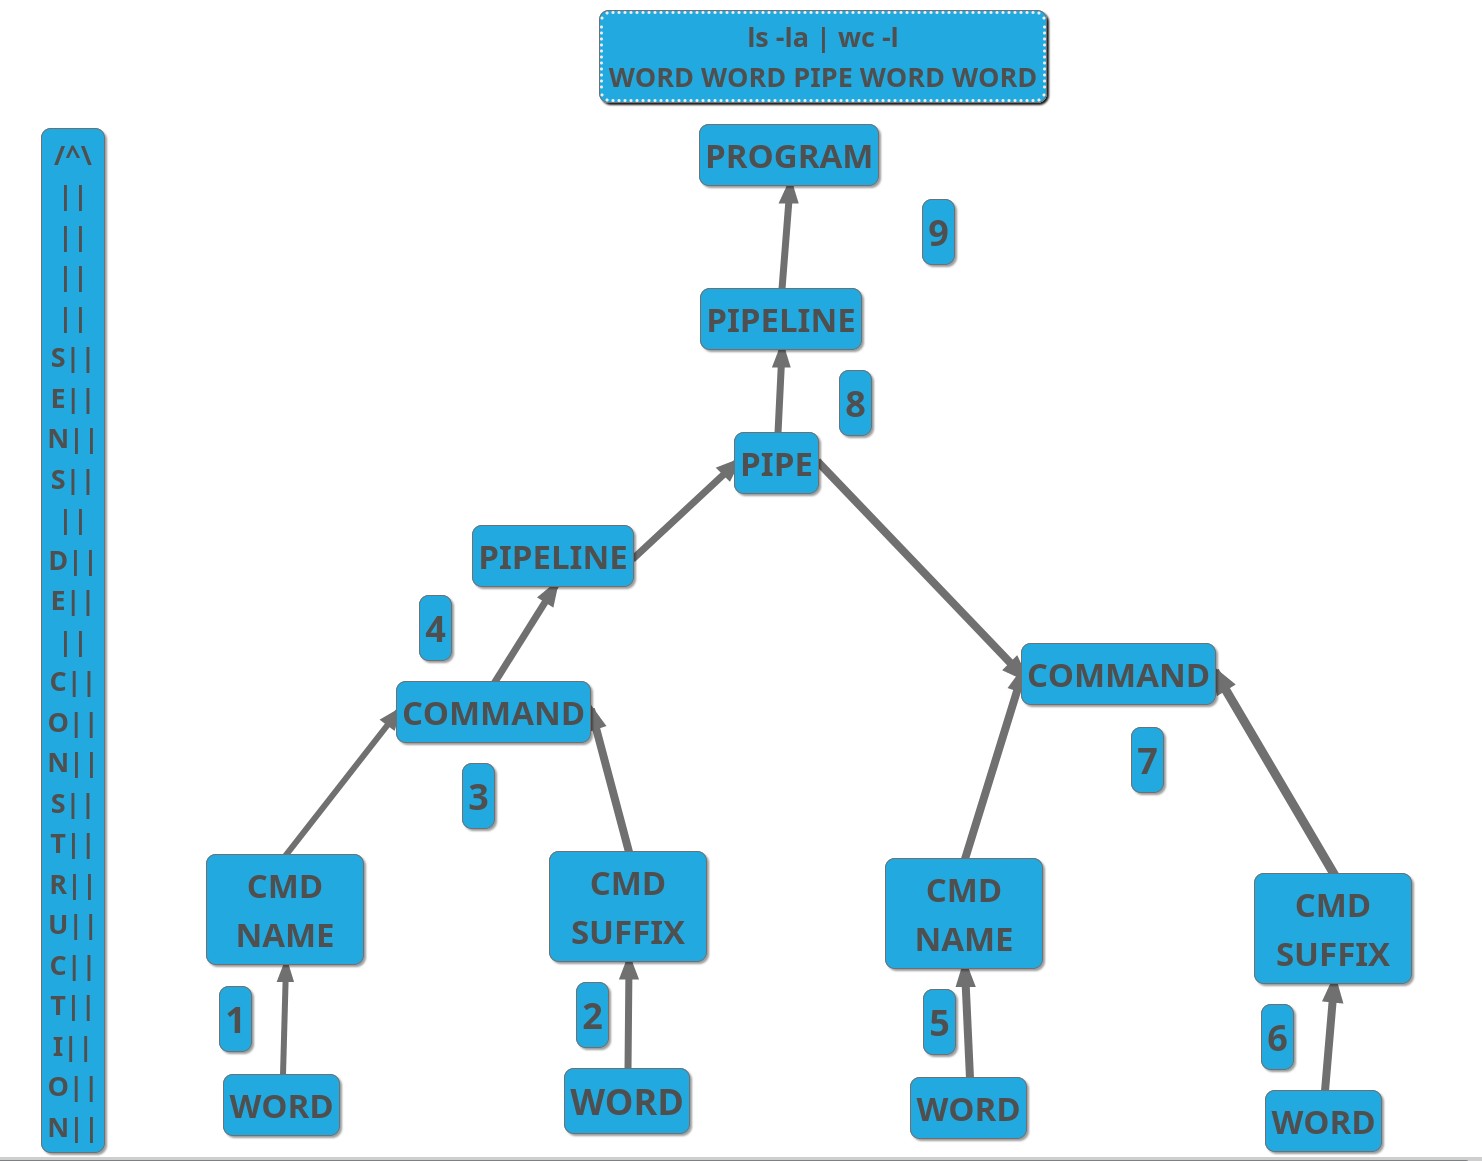 ls -la | wc -l
WORD WORD PIPE WORD WORD
PROGRAM
9
PIPELINE
8
PIPE
PIPELINE
4
COMMAND
COMMAND
3
7
CMD
NAME
CMD
SUFFIX
CMD
NAME
CMD
SUFFIX
1
2
5
6
WORD
WORD
WORD
WORD
/^\
||
||
||
||
S||
E||
N||
S||
||
D||
E||
||
C||
O||
N||
S||
T||
R||
U||
C||
T||
I||
O||
N||